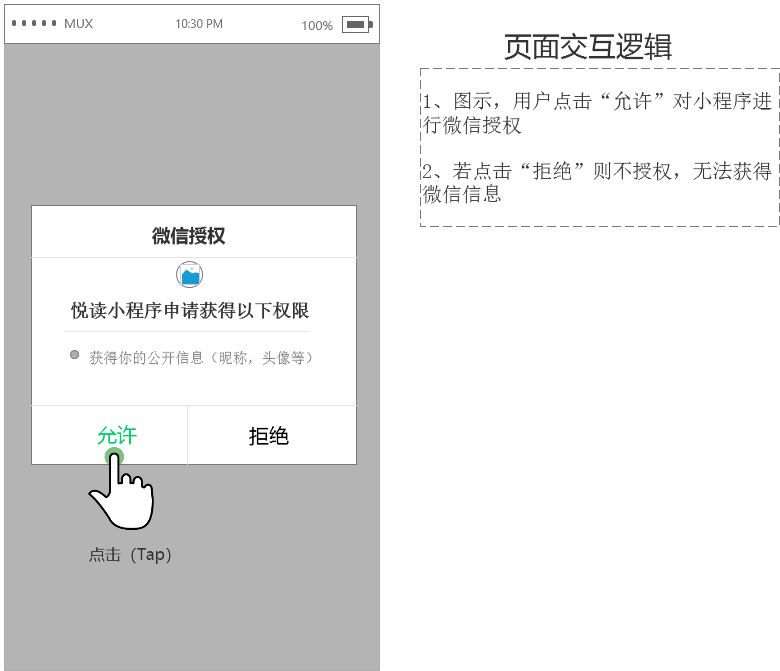 MUX 10:30 PM 100%
微信授权
悦读小程序申请获得以下权限
获得你的公开信息（昵称，头像等）
允许 拒绝
点击（Tap）
页面交互逻辑
1、图示，用户点击“允许”对小程序进
行微信授权
2、若点击“拒绝”则不授权，无法获得
微信信息